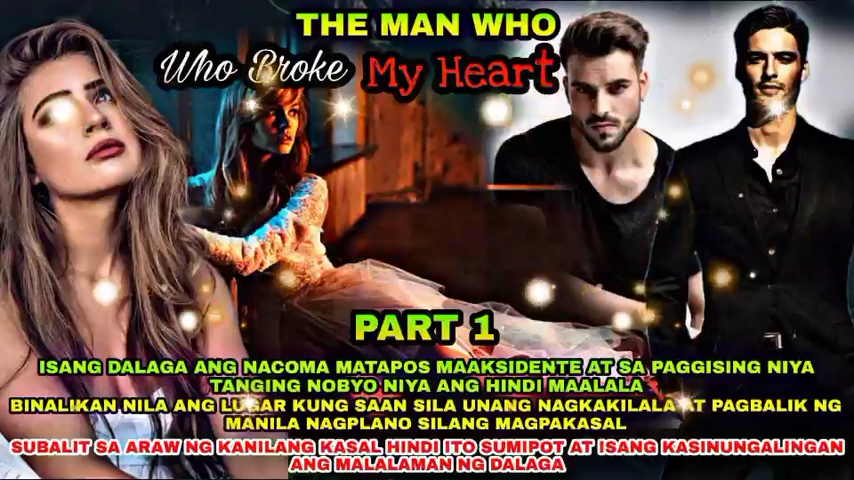 THE MAN WHO
Who Broke My Heart
PART 1
ISANG DALAGA ANG NACOMA MATAPOS MAAKSIDENTE AT SA PAGGISING NIYA
TANGING NOBYO NIYA ANG HINDI MAALALA
BINALIKAN NILA ANG LUGAR KUNG SAAN SILA UNANG NAGKAKILALA AT PAGBALIK NG
MANILA NAGPLANO SILANG MAGPAKASAL
SUBALIT SA ARAW NG KANILANG KASAL HINDI ITO SUMIPOT AT ISANG KASINUNGALINGAN
ANG MALALAMAN NG DALAGA